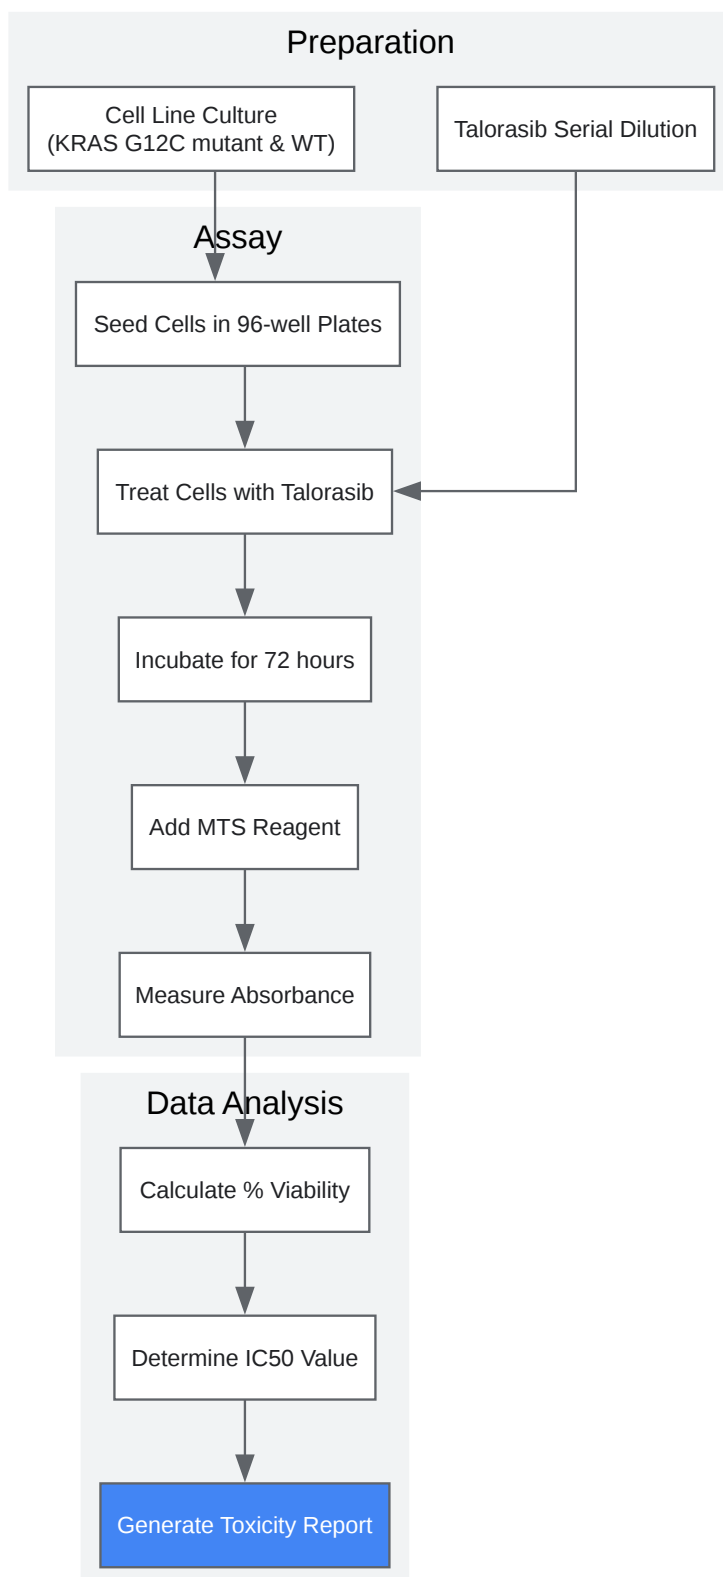 Preparation
Cell Line Culture
(KRAS G12C mutant & WT)
Talorasib Serial Dilution
Assay
Seed Cells in 96-well Plates
Treat Cells with Talorasib
Incubate for 72 hours
Add MTS Reagent
Measure Absorbance
Data Analysis
Calculate % Viability
Determine IC50 Value
Generate Toxicity Report